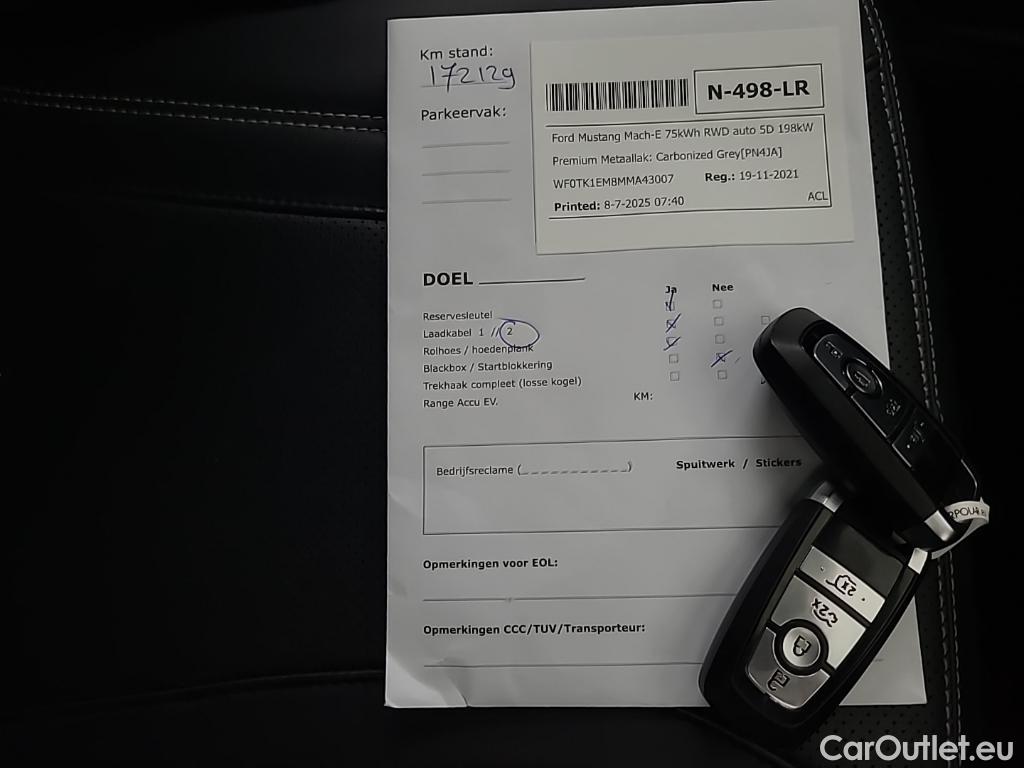 Km stand:
172129
Parkeervak:
N-498-LR
Ford Mustang Mach-E 75kWh RWD auto 5D 198kW
Premium Metaallak: Carbonized Grey[PN4JA]
WF0TK1EM8MMA43007 Reg.: 19-11-2021
Printed: 8-7-2025 07:40 ACL
DOEL
Ja Nee
Reservesleutel
Laadkabel 1 // 2
Rolhoes / hoedenplank
Blackbox / Startblokkering
Trekhaak compleet (losse kogel)
Range Accu EV. KM:
Bedrijfsreclame (___________) Spuitwerk / Stickers
Opmerkingen voor EOL:
Opmerkingen CCC/TUV/Transporteur:
2x
2x
CarOutlet.eu